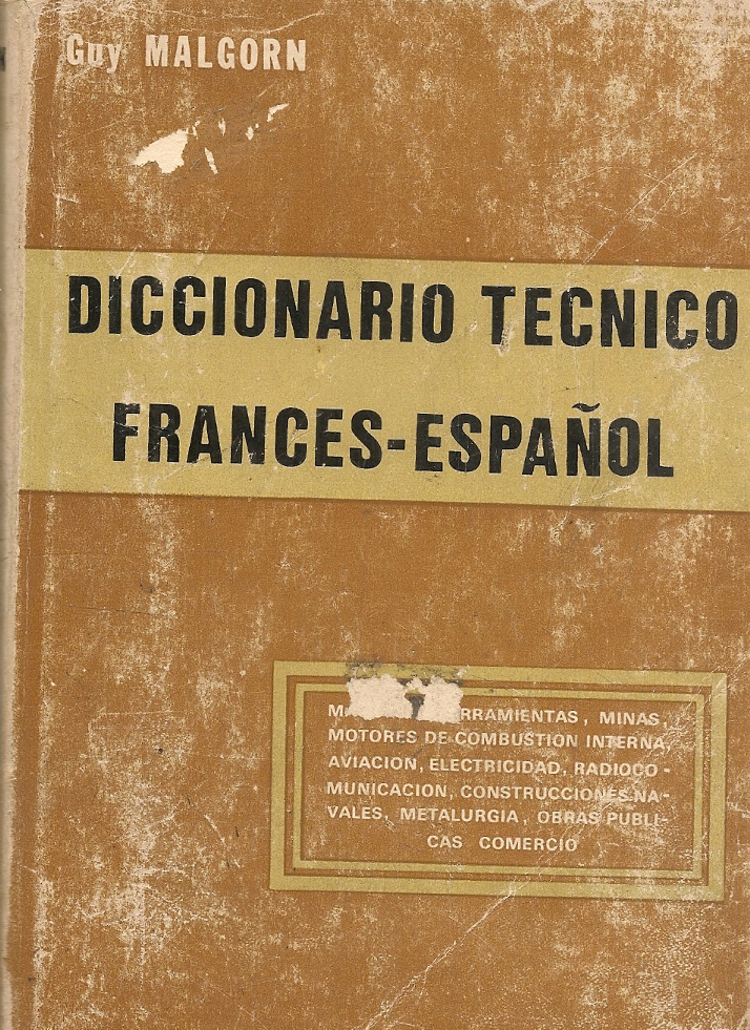 Guy MALGORN
DICCIONARIO TECNICO
FRANCES-ESPAÑOL
MINAS,
MOTORES DE COMBUSTION INTERNA,
AVIACION, ELECTRICIDAD, RADIOCO-
MUNICACION, CONSTRUCCIONES NA-
VALES, METALURGIA, OBRAS PUBLI-
CAS COMERCIO